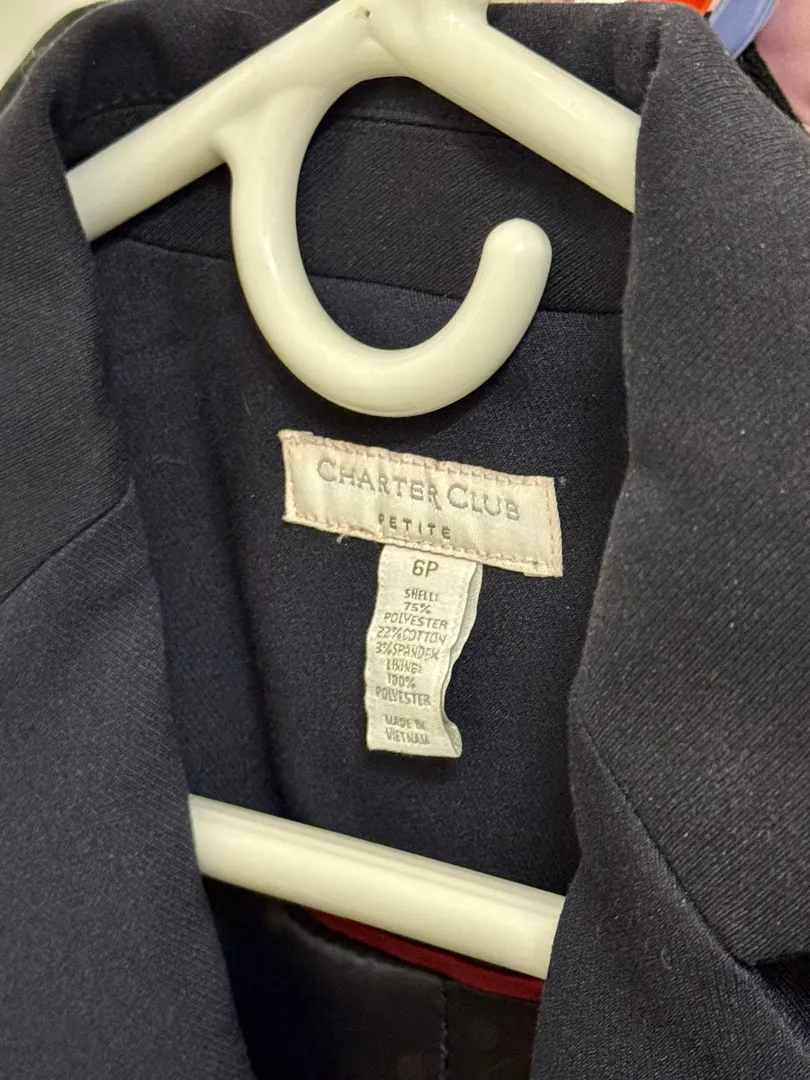 CHARTER CLUB
PETITE
6P
SHELL:
75%
POLYESTER
22%COTTON
3%SPANDEX
LINING:
100%
POLYESTER
MADE IN
VIETNAM